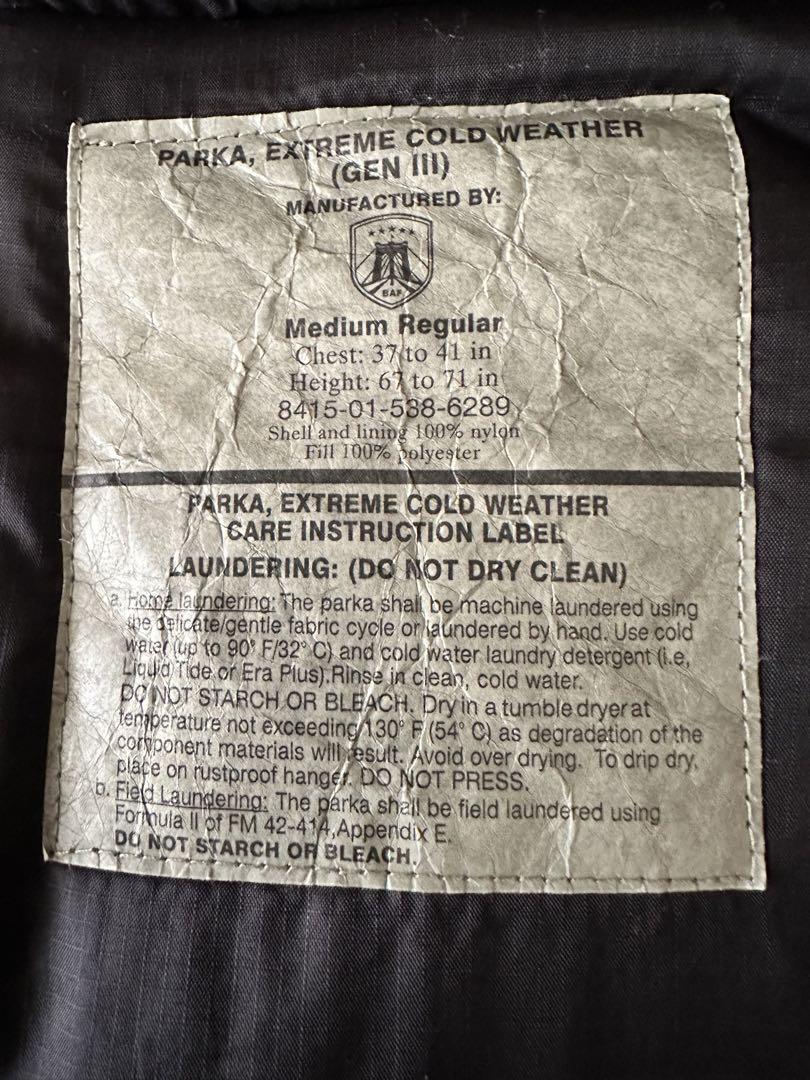 PARKA, EXTREME COLD WEATHER
(GEN III)
MANUFACTURED BY:
BAF
Medium Regular
Chest: 37 to 41 in
Height: 67 to 71 in
8415-01-538-6289
Shell and lining 100% nylon
Fill 100% polyester
PARKA, EXTREME COLD WEATHER
CARE INSTRUCTION LABEL
LAUNDERING: (DO NOT DRY CLEAN)
a. Home laundering: The parka shall be machine laundered using
the delicate/gentle fabric cycle or laundered by hand. Use cold
water (up to 90° F/32° C) and cold water laundry detergent (i.e,
Liquid Tide or Era Plus).Rinse in clean, cold water.
DO NOT STARCH OR BLEACH. Dry in a tumble dryer at
temperature not exceeding 130° F (54° C) as degradation of the
component materials will result. Avoid over drying. To drip dry,
place on rustproof hanger. DO NOT PRESS.
b. Field Laundering: The parka shall be field laundered using
Formula II of FM 42-414,Appendix E.
DO NOT STARCH OR BLEACH.